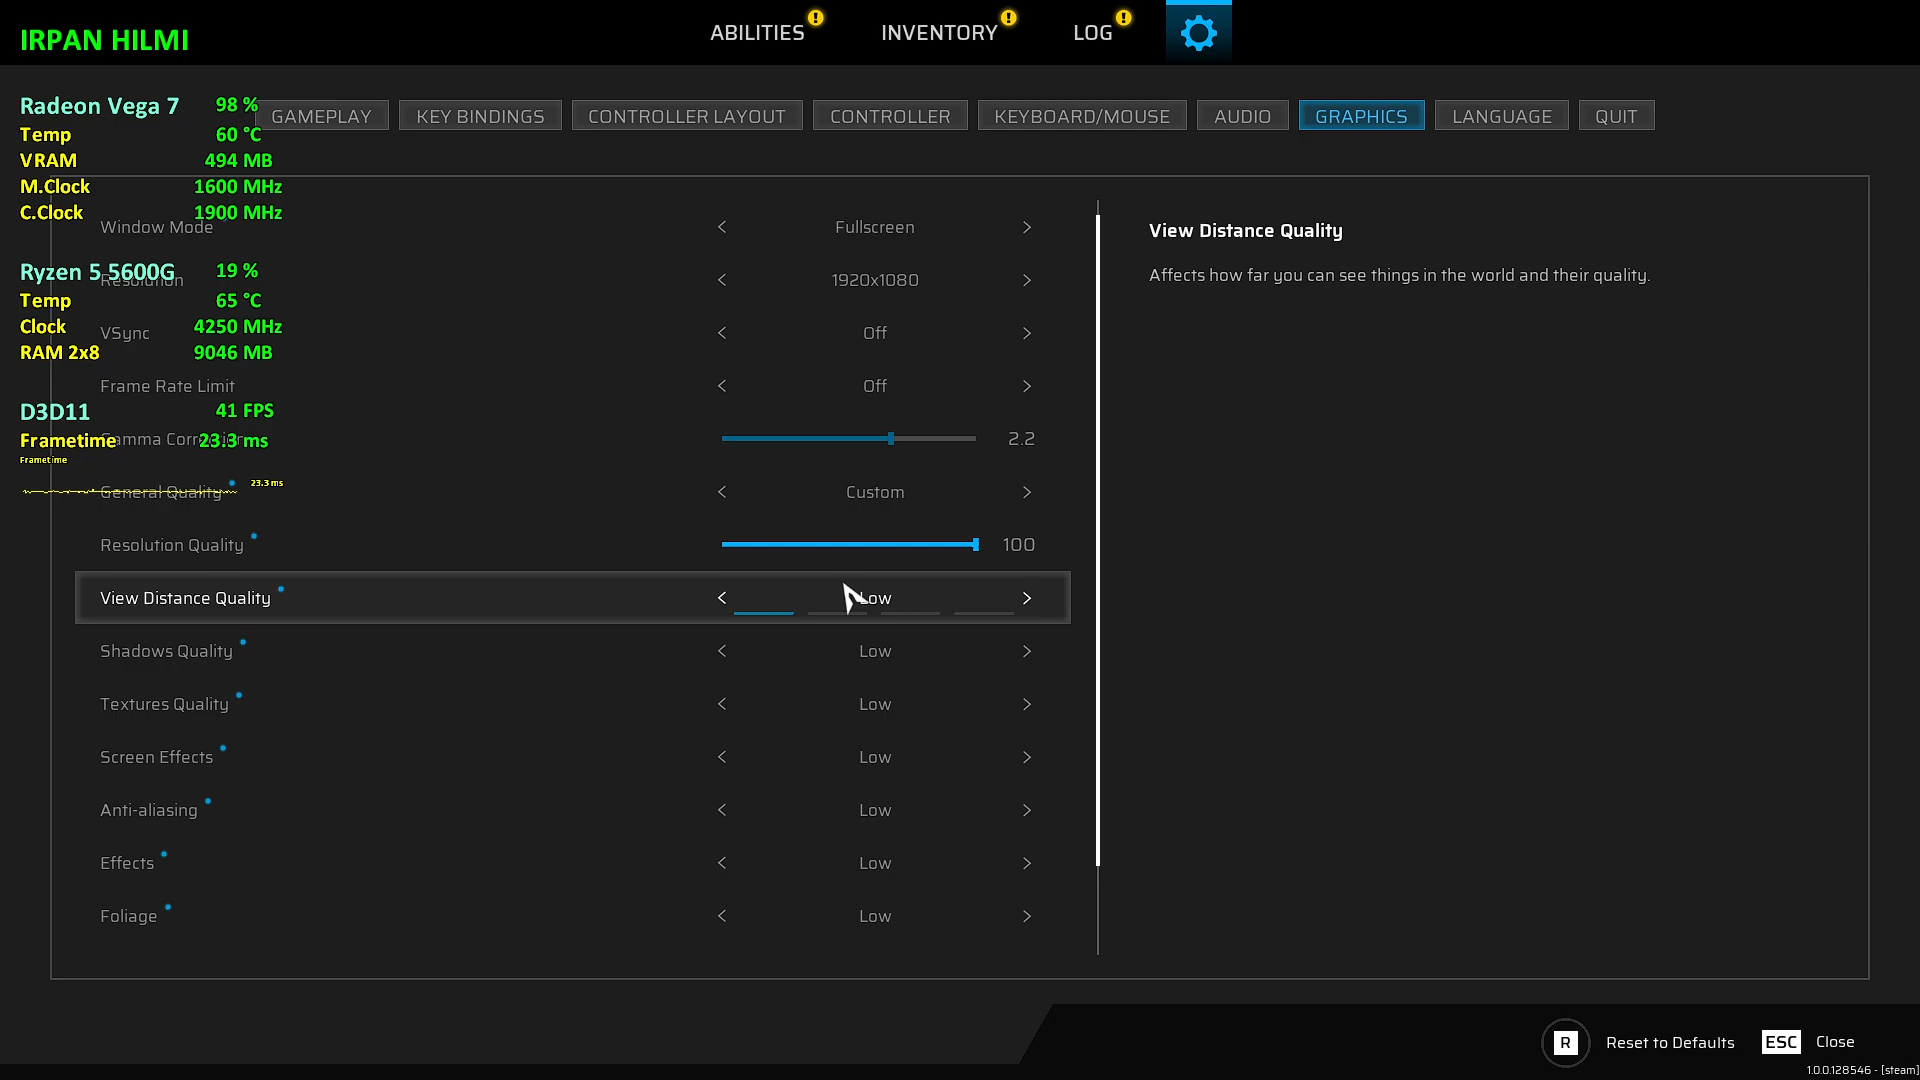 IRPAN HILMI
ABILITIES !
INVENTORY !
LOG !
GAMEPLAY
KEY BINDINGS
CONTROLLER LAYOUT
CONTROLLER
KEYBOARD/MOUSE
AUDIO
GRAPHICS
LANGUAGE
QUIT
Radeon Vega 7 98 %
Temp 60 °C
VRAM 494 MB
M.Clock 1600 MHz
C.Clock 1900 MHz
Ryzen 5 5600G 19 %
Temp 65 °C
Clock 4250 MHz
RAM 2x8 9046 MB
D3D11 41 FPS
Frametime 23.3 ms
Frametime
23.3 ms
Window Mode < Fullscreen >
Resolution < 1920x1080 >
VSync < Off >
Frame Rate Limit < Off >
Gamma Correction 2.2
General Quality < Custom >
Resolution Quality 100
View Distance Quality < Low >
Shadows Quality < Low >
Textures Quality < Low >
Screen Effects < Low >
Anti-aliasing < Low >
Effects < Low >
Foliage < Low >
View Distance Quality
Affects how far you can see things in the world and their quality.
R Reset to Defaults
ESC Close
1.0.0.128546 - [steam]